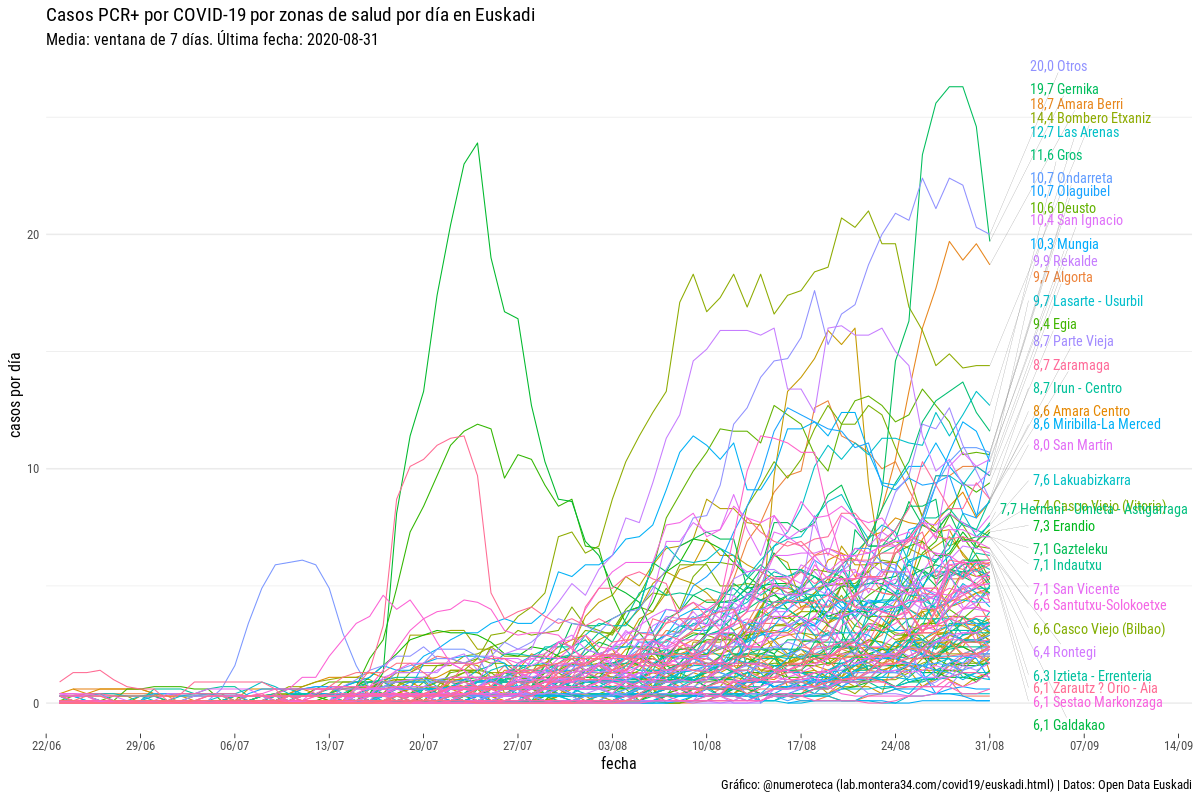 Casos PCR+ por COVID-19 por zonas de salud por día en Euskadi
Media: ventana de 7 días. Última fecha: 2020-08-31
20,0 Otros
19,7 Gernika
18,7 Amara Berri
14,4 Bombero Etxaniz
12,7 Las Arenas
11,6 Gros
10,7 Ondarreta
10,7 Olaguibel
10,6 Deusto
10,4 San Ignacio
10,3 Mungia
9,9 Rekalde
9,7 Algorta
9,7 Lasarte - Usurbil
9,4 Egia
8,7 Parte Vieja
8,7 Zaramaga
8,7 Irun - Centro
8,6 Amara Centro
8,6 Miribilla-La Merced
8,0 San Martín
7,6 Lakuabizkarra
7,4 Casco Viejo (Vitoria)
7,7 Hernani - Urnieta - Astigarraga
7,3 Erandio
7,1 Gazteleku
7,1 Indautxu
7,1 San Vicente
6,6 Santutxu-Solokoetxe
6,6 Casco Viejo (Bilbao)
6,4 Rontegi
6,3 Iztieta - Errenteria
6,1 Zarautz ? Orio - Aia
6,1 Sestao Markonzaga
6,1 Galdakao
casos por día
20
10
0
22/06 29/06 06/07 13/07 20/07 27/07 03/08 10/08 17/08 24/08 31/08 07/09 14/09
fecha
Gráfico: @numeroteca (lab.montera34.com/covid19/euskadi.html) | Datos: Open Data Euskadi